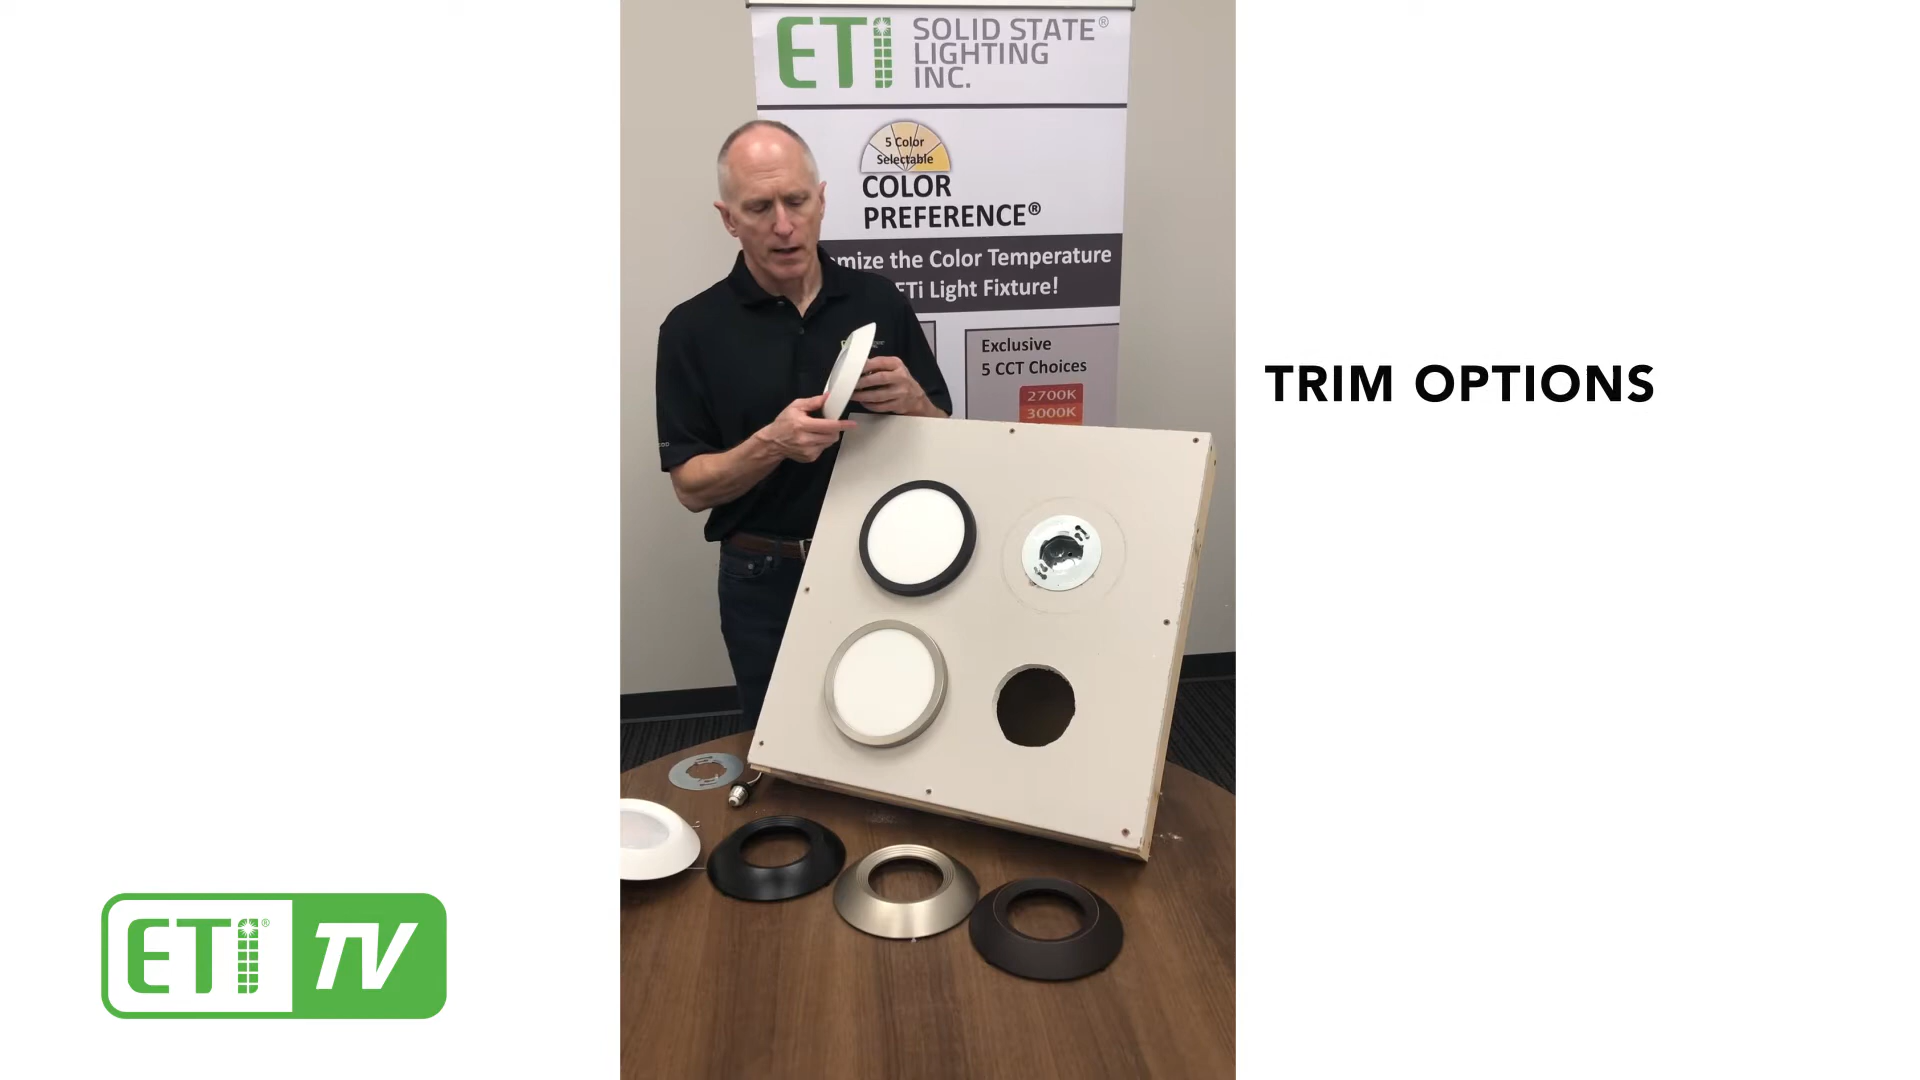 ETi SOLID STATE®
LIGHTING
INC.
5 Color
Selectable
COLOR
PREFERENCE®
mize the Color Temperature
ETi Light Fixture!
Exclusive
5 CCT Choices
2700K
3000K
TRIM OPTIONS
ETi® TV